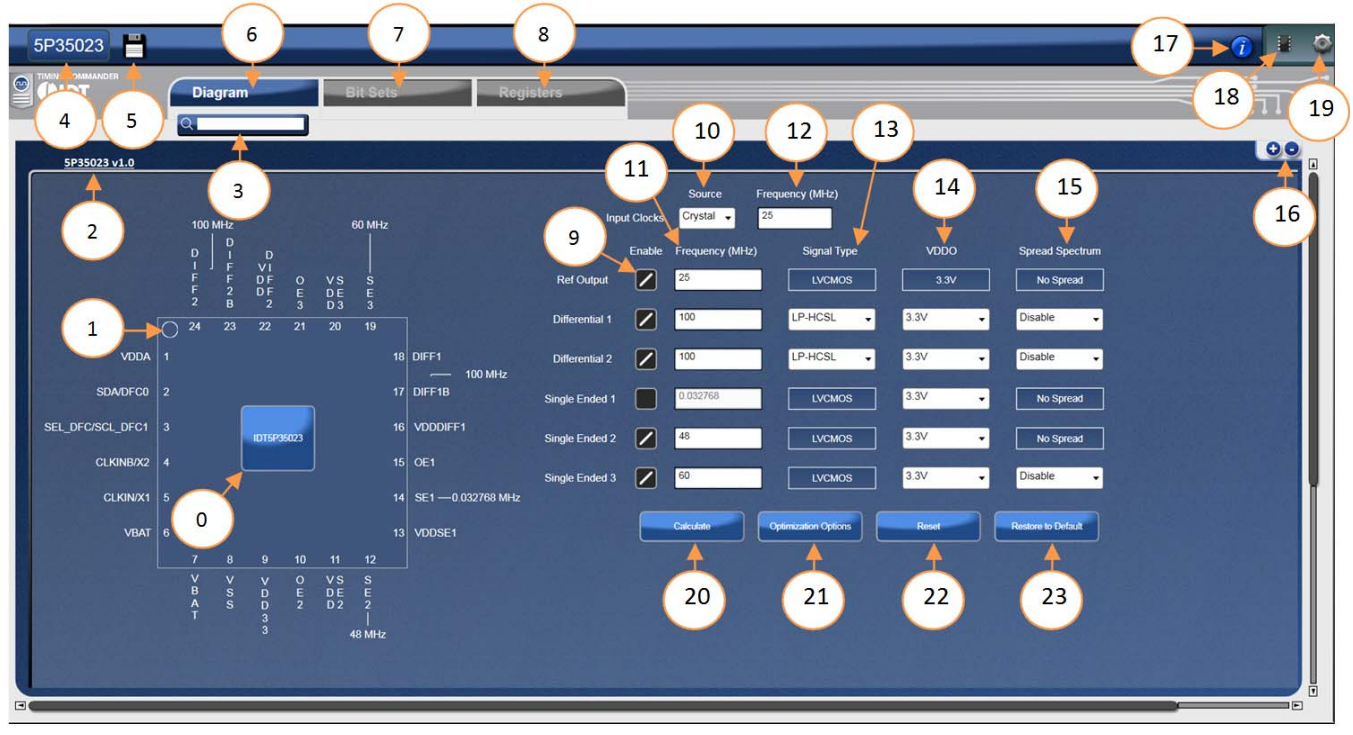 6 7 8
5P35023
17
TIMING COMMANDER
IDT
Diagram Bit Sets Registers
18 19
4 5
10 12 13
5P35023 v1.0
3
11 14 15
Source Frequency (MHz)
16
2
100 MHz 60 MHz
Input Clocks Crystal 25
9
Enable Frequency (MHz) Signal Type VDDO Spread Spectrum
DIFF2 DIFF2B VDDDIFF2 OE3 VDDSE3 SE3
Ref Output 25 LVCMOS 3.3V No Spread
1
24 23 22 21 20 19
Differential 1 100 LP-HCSL 3.3V Disable
VDDA 1 18 DIFF1
Differential 2 100 LP-HCSL 3.3V Disable
100 MHz
SDA/DFC0 2 17 DIFF1B
Single Ended 1 0.032768 LVCMOS 3.3V No Spread
SEL_DFC/SCL_DFC1 3 16 VDDDIFF1
IDT5P35023
Single Ended 2 48 LVCMOS 3.3V No Spread
CLKINB/X2 4 15 OE1
Single Ended 3 60 LVCMOS 3.3V Disable
CLKIN/X1 5 14 SE1 0.032768 MHz
0
Calculate Optimization Options Reset Restore to Default
VBAT 6 13 VDDSE1
7 8 9 10 11 12
VBAT VSS VDD33 OE2 VDDSE2 SE2
20 21 22 23
48 MHz